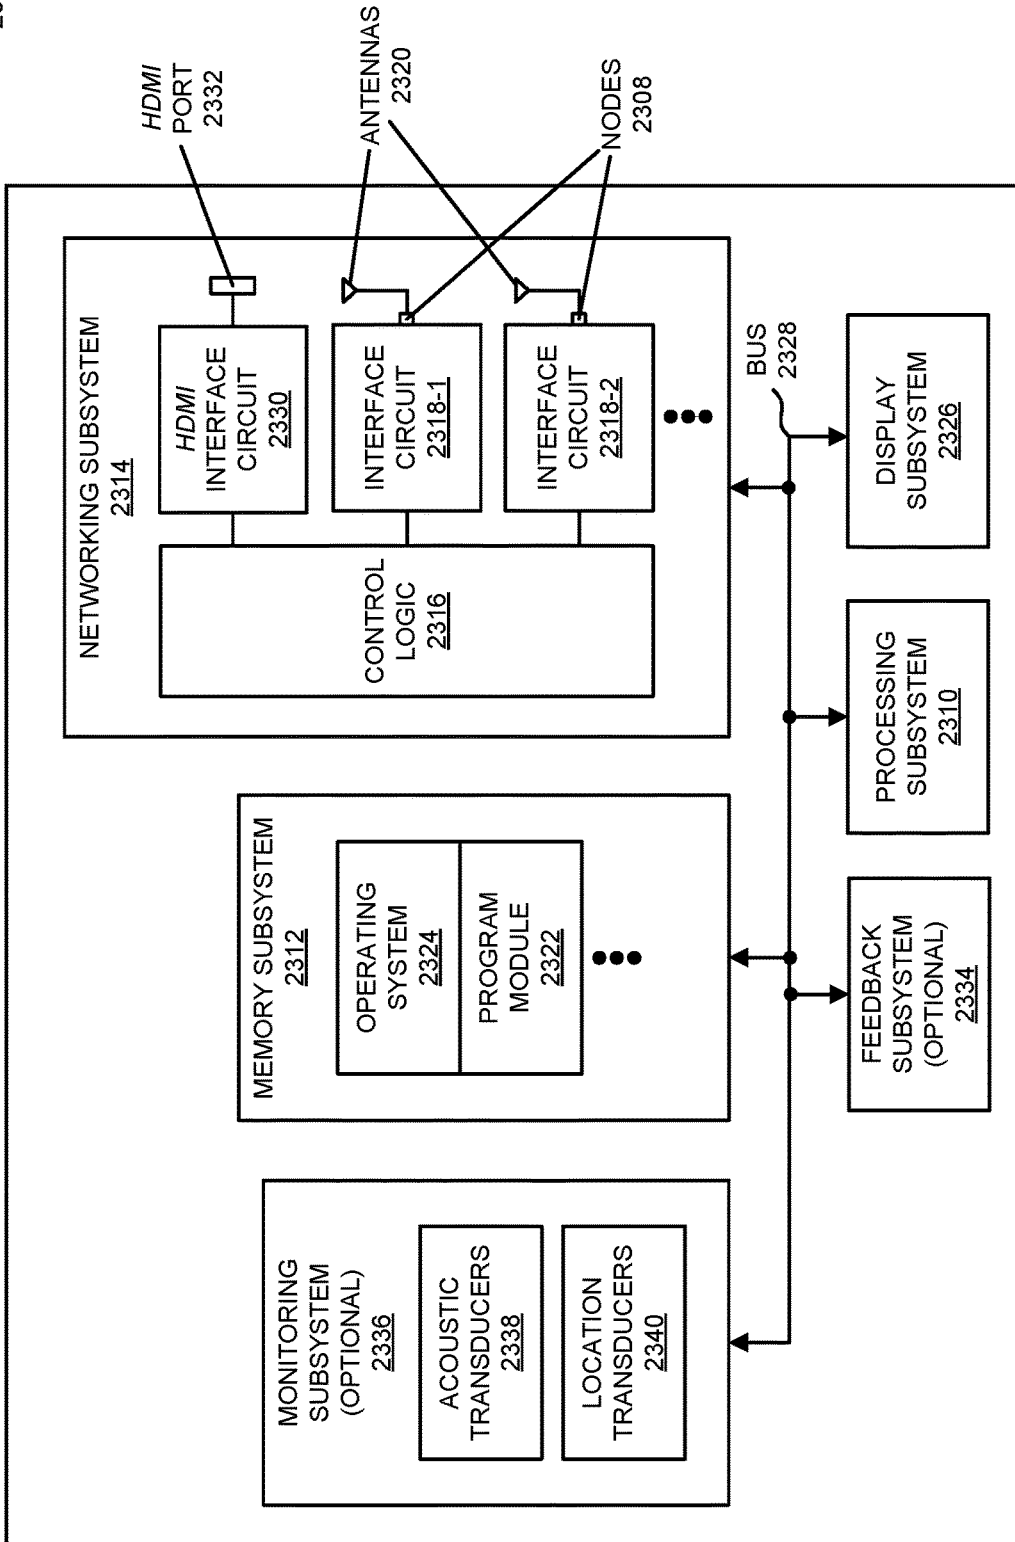 HDMI
PORT
2332
ANTENNAS
2320
NODES
2308
MONITORING
SUBSYSTEM
(OPTIONAL)
2336
ACOUSTIC
TRANSDUCERS
2338
LOCATION
TRANSDUCERS
2340
MEMORY SUBSYSTEM
2312
OPERATING
SYSTEM
2324
PROGRAM
MODULE
2322
NETWORKING SUBSYSTEM
2314
CONTROL
LOGIC
2316
HDMI
INTERFACE
CIRCUIT
2330
INTERFACE
CIRCUIT
2318-1
INTERFACE
CIRCUIT
2318-2
BUS
2328
FEEDBACK
SUBSYSTEM
(OPTIONAL)
2334
PROCESSING
SUBSYSTEM
2310
DISPLAY
SUBSYSTEM
2326